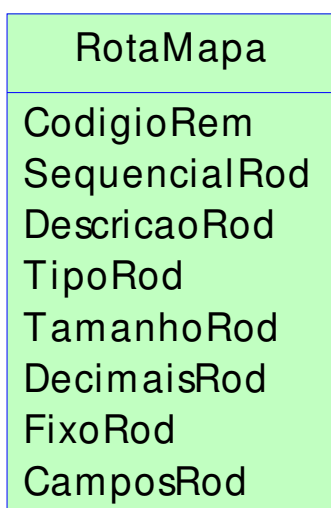 RotaMapa
CodigioRem
SequencialRod
DescricaoRod
TipoRod
TamanhoRod
DecimaisRod
FixoRod
CamposRod